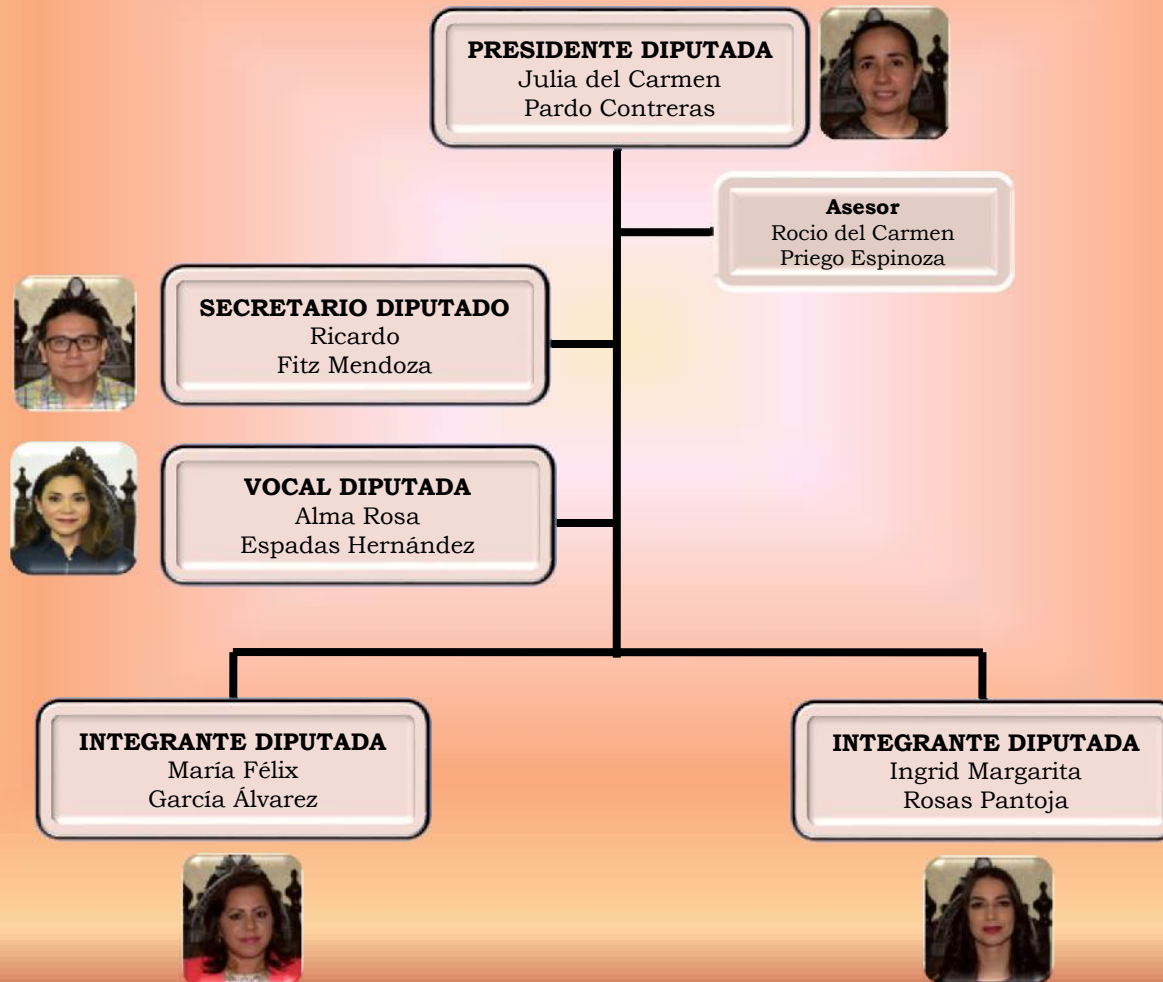 PRESIDENTE DIPUTADA
Julia del Carmen
Pardo Contreras
Asesor
Rocio del Carmen
Priego Espinoza
SECRETARIO DIPUTADO
Ricardo
Fitz Mendoza
VOCAL DIPUTADA
Alma Rosa
Espadas Hernández
INTEGRANTE DIPUTADA
María Félix
García Álvarez
INTEGRANTE DIPUTADA
Ingrid Margarita
Rosas Pantoja